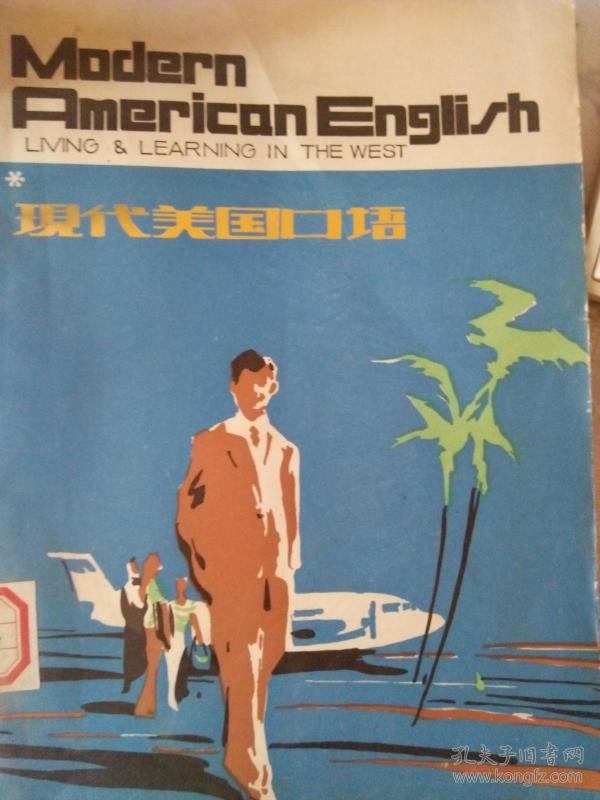 Modern
American English
LIVING & LEARNING IN THE WEST
*
現代美国口语
孔夫子旧书网
www.kongfz.com